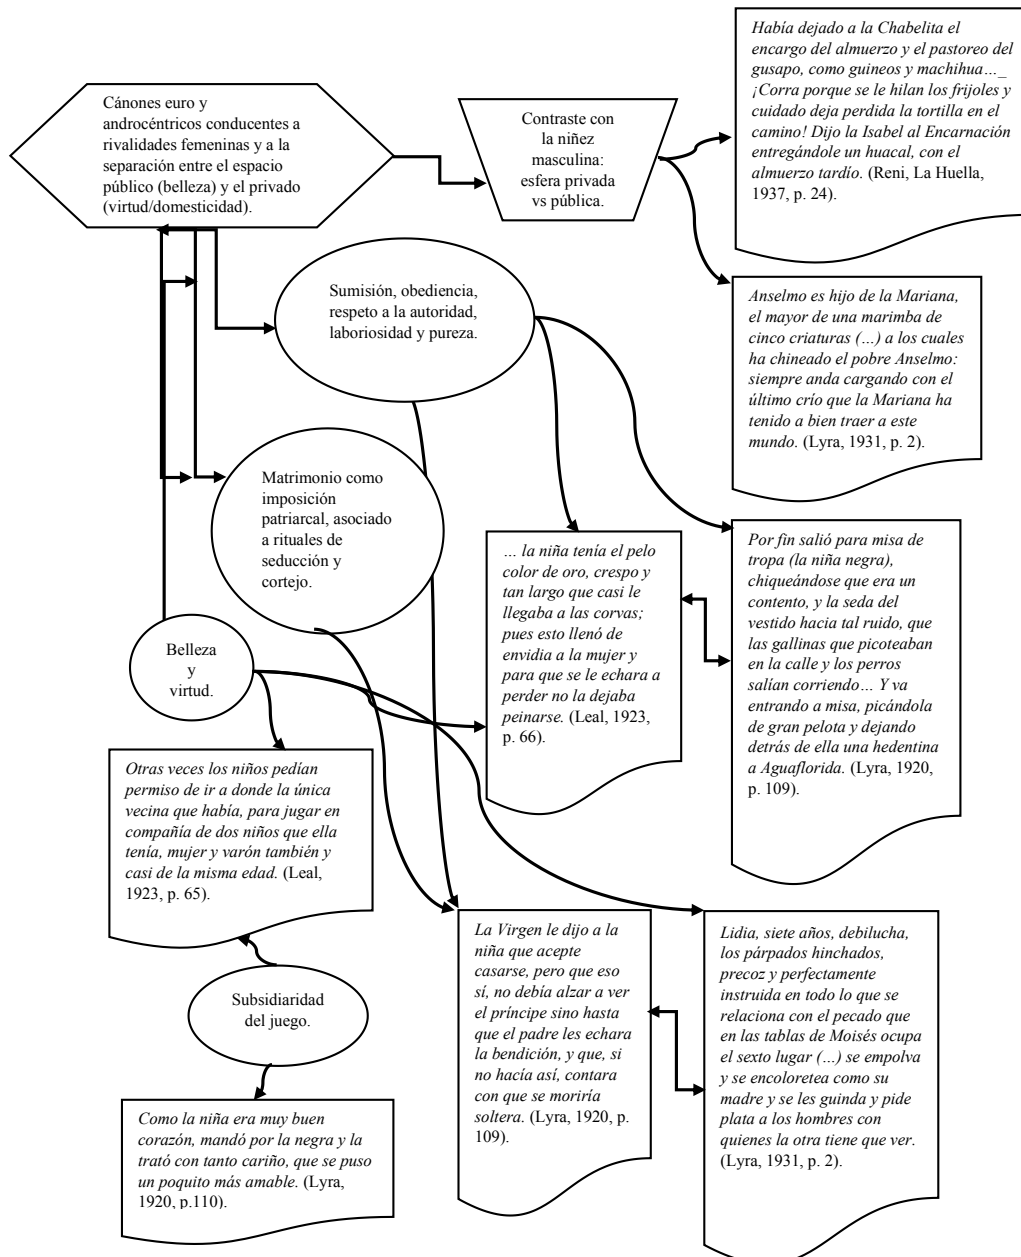 Cánones euro y
androcéntricos conducentes a
rivalidades femeninas y a la
separación entre el espacio
público (belleza) y el privado
(virtud/domesticidad).
Contraste con
la niñez
masculina:
esfera privada
vs pública.
Había dejado a la Chabelita el
encargo del almuerzo y el pastoreo del
gusapo, como guineos y machihua…_
¡Corra porque se le hilan los frijoles y
cuidado deja perdida la tortilla en el
camino! Dijo la Isabel al Encarnación
entregándole un huacal, con el
almuerzo tardío. (Reni, La Huella,
1937, p. 24).
Sumisión, obediencia,
respeto a la autoridad,
laboriosidad y pureza.
Anselmo es hijo de la Mariana,
el mayor de una marimba de
cinco criaturas (...) a los cuales
ha chineado el pobre Anselmo:
siempre anda cargando con el
último crío que la Mariana ha
tenido a bien traer a este
mundo. (Lyra, 1931, p. 2).
Matrimonio como
imposición
patriarcal, asociado
a rituales de
seducción y
cortejo.
… la niña tenía el pelo
color de oro, crespo y
tan largo que casi le
llegaba a las corvas;
pues esto llenó de
envidia a la mujer y
para que se le echara a
perder no la dejaba
peinarse. (Leal, 1923,
p. 66).
Por fin salió para misa de
tropa (la niña negra),
chiqueándose que era un
contento, y la seda del
vestido hacia tal ruido, que
las gallinas que picoteaban
en la calle y los perros
salían corriendo… Y va
entrando a misa, picándola
de gran pelota y dejando
detrás de ella una hedentina
a Aguaflorida. (Lyra, 1920,
p. 109).
Belleza
y
virtud.
Otras veces los niños pedían
permiso de ir a donde la única
vecina que había, para jugar en
compañía de dos niños que ella
tenía, mujer y varón también y
casi de la misma edad. (Leal,
1923, p. 65).
Subsidiaridad
del juego.
Como la niña era muy buen
corazón, mandó por la negra y la
trató con tanto cariño, que se puso
un poquito más amable. (Lyra,
1920, p.110).
La Virgen le dijo a la
niña que acepte
casarse, pero que eso
sí, no debía alzar a ver
el príncipe sino hasta
que el padre les echara
la bendición, y que, si
no hacía así, contara
con que se moriría
soltera. (Lyra, 1920, p.
109).
Lidia, siete años, debilucha,
los párpados hinchados,
precoz y perfectamente
instruida en todo lo que se
relaciona con el pecado que
en las tablas de Moisés ocupa
el sexto lugar (...) se empolva
y se encoloretea como su
madre y se les guinda y pide
plata a los hombres con
quienes la otra tiene que ver.
(Lyra, 1931, p. 2).